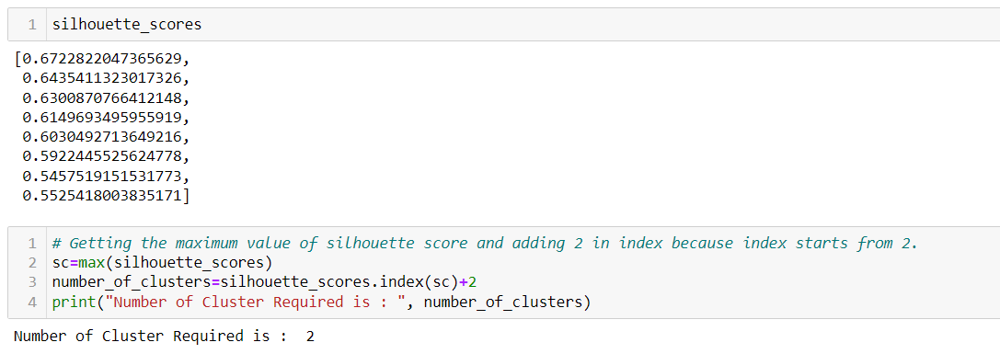 1 silhouette_scores
[0.6722822047365629,
0.6435411323017326,
0.6300870766412148,
0.6149693495955919,
0.6030492713649216,
0.5922445525624778,
0.5457519151531773,
0.5525418003835171]
1 # Getting the maximum value of silhouette score and adding 2 in index because index starts from 2.
2 sc=max(silhouette_scores)
3 number_of_clusters=silhouette_scores.index(sc)+2
4 print("Number of Cluster Required is : ", number_of_clusters)
Number of Cluster Required is :  2